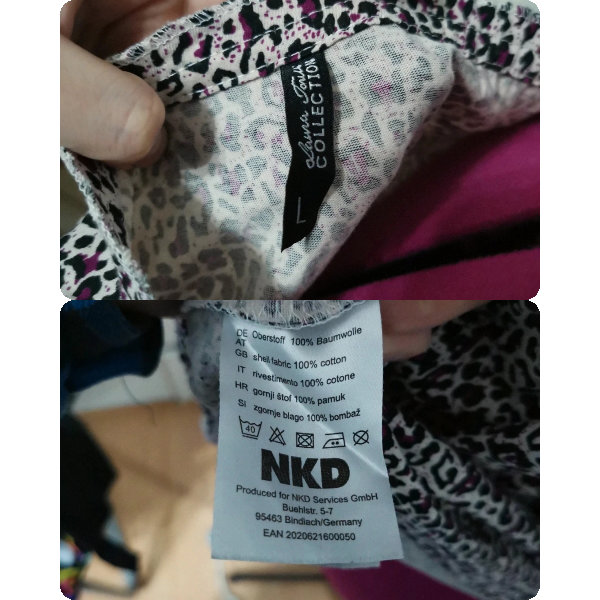 Laura Torelli
COLLECTION
L
DE Oberstoff 100% Baumwolle
AT
GB shell fabric 100% cotton
IT rivestimento 100% cotone
HR gornji štof 100% pamuk
SI zgornje blago 100% bombaž
40
NKD
Produced for NKD Services GmbH
Buehlstr. 5-7
95463 Bindlach/Germany
EAN 2020621600050